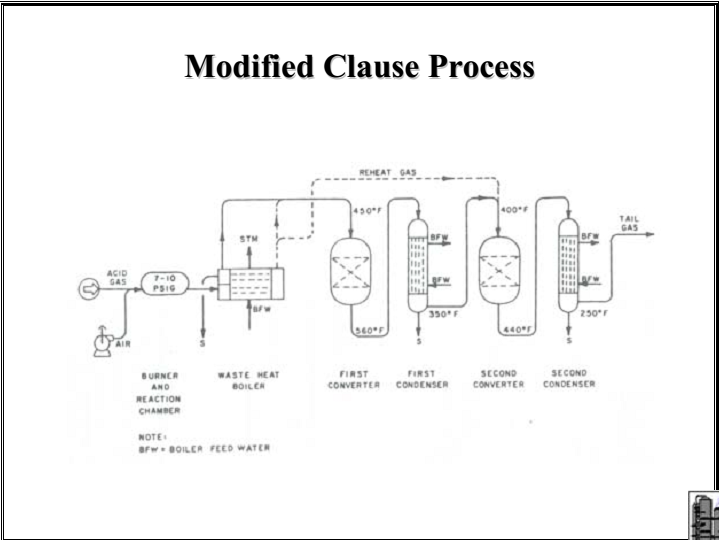 Modified Clause Process
REHEAT GAS
450°F
400°F
TAIL
GAS
STM
BFW
BFW
ACID
GAS
7-10
PSIG
BFW
BFW
BFW
350°F
250°F
AIR
S
560°F
S
440°F
S
BURNER
AND
REACTION
CHAMBER
WASTE HEAT
BOILER
FIRST
CONVERTER
FIRST
CONDENSER
SECOND
CONVERTER
SECOND
CONDENSER
NOTE:
BFW = BOILER FEED WATER